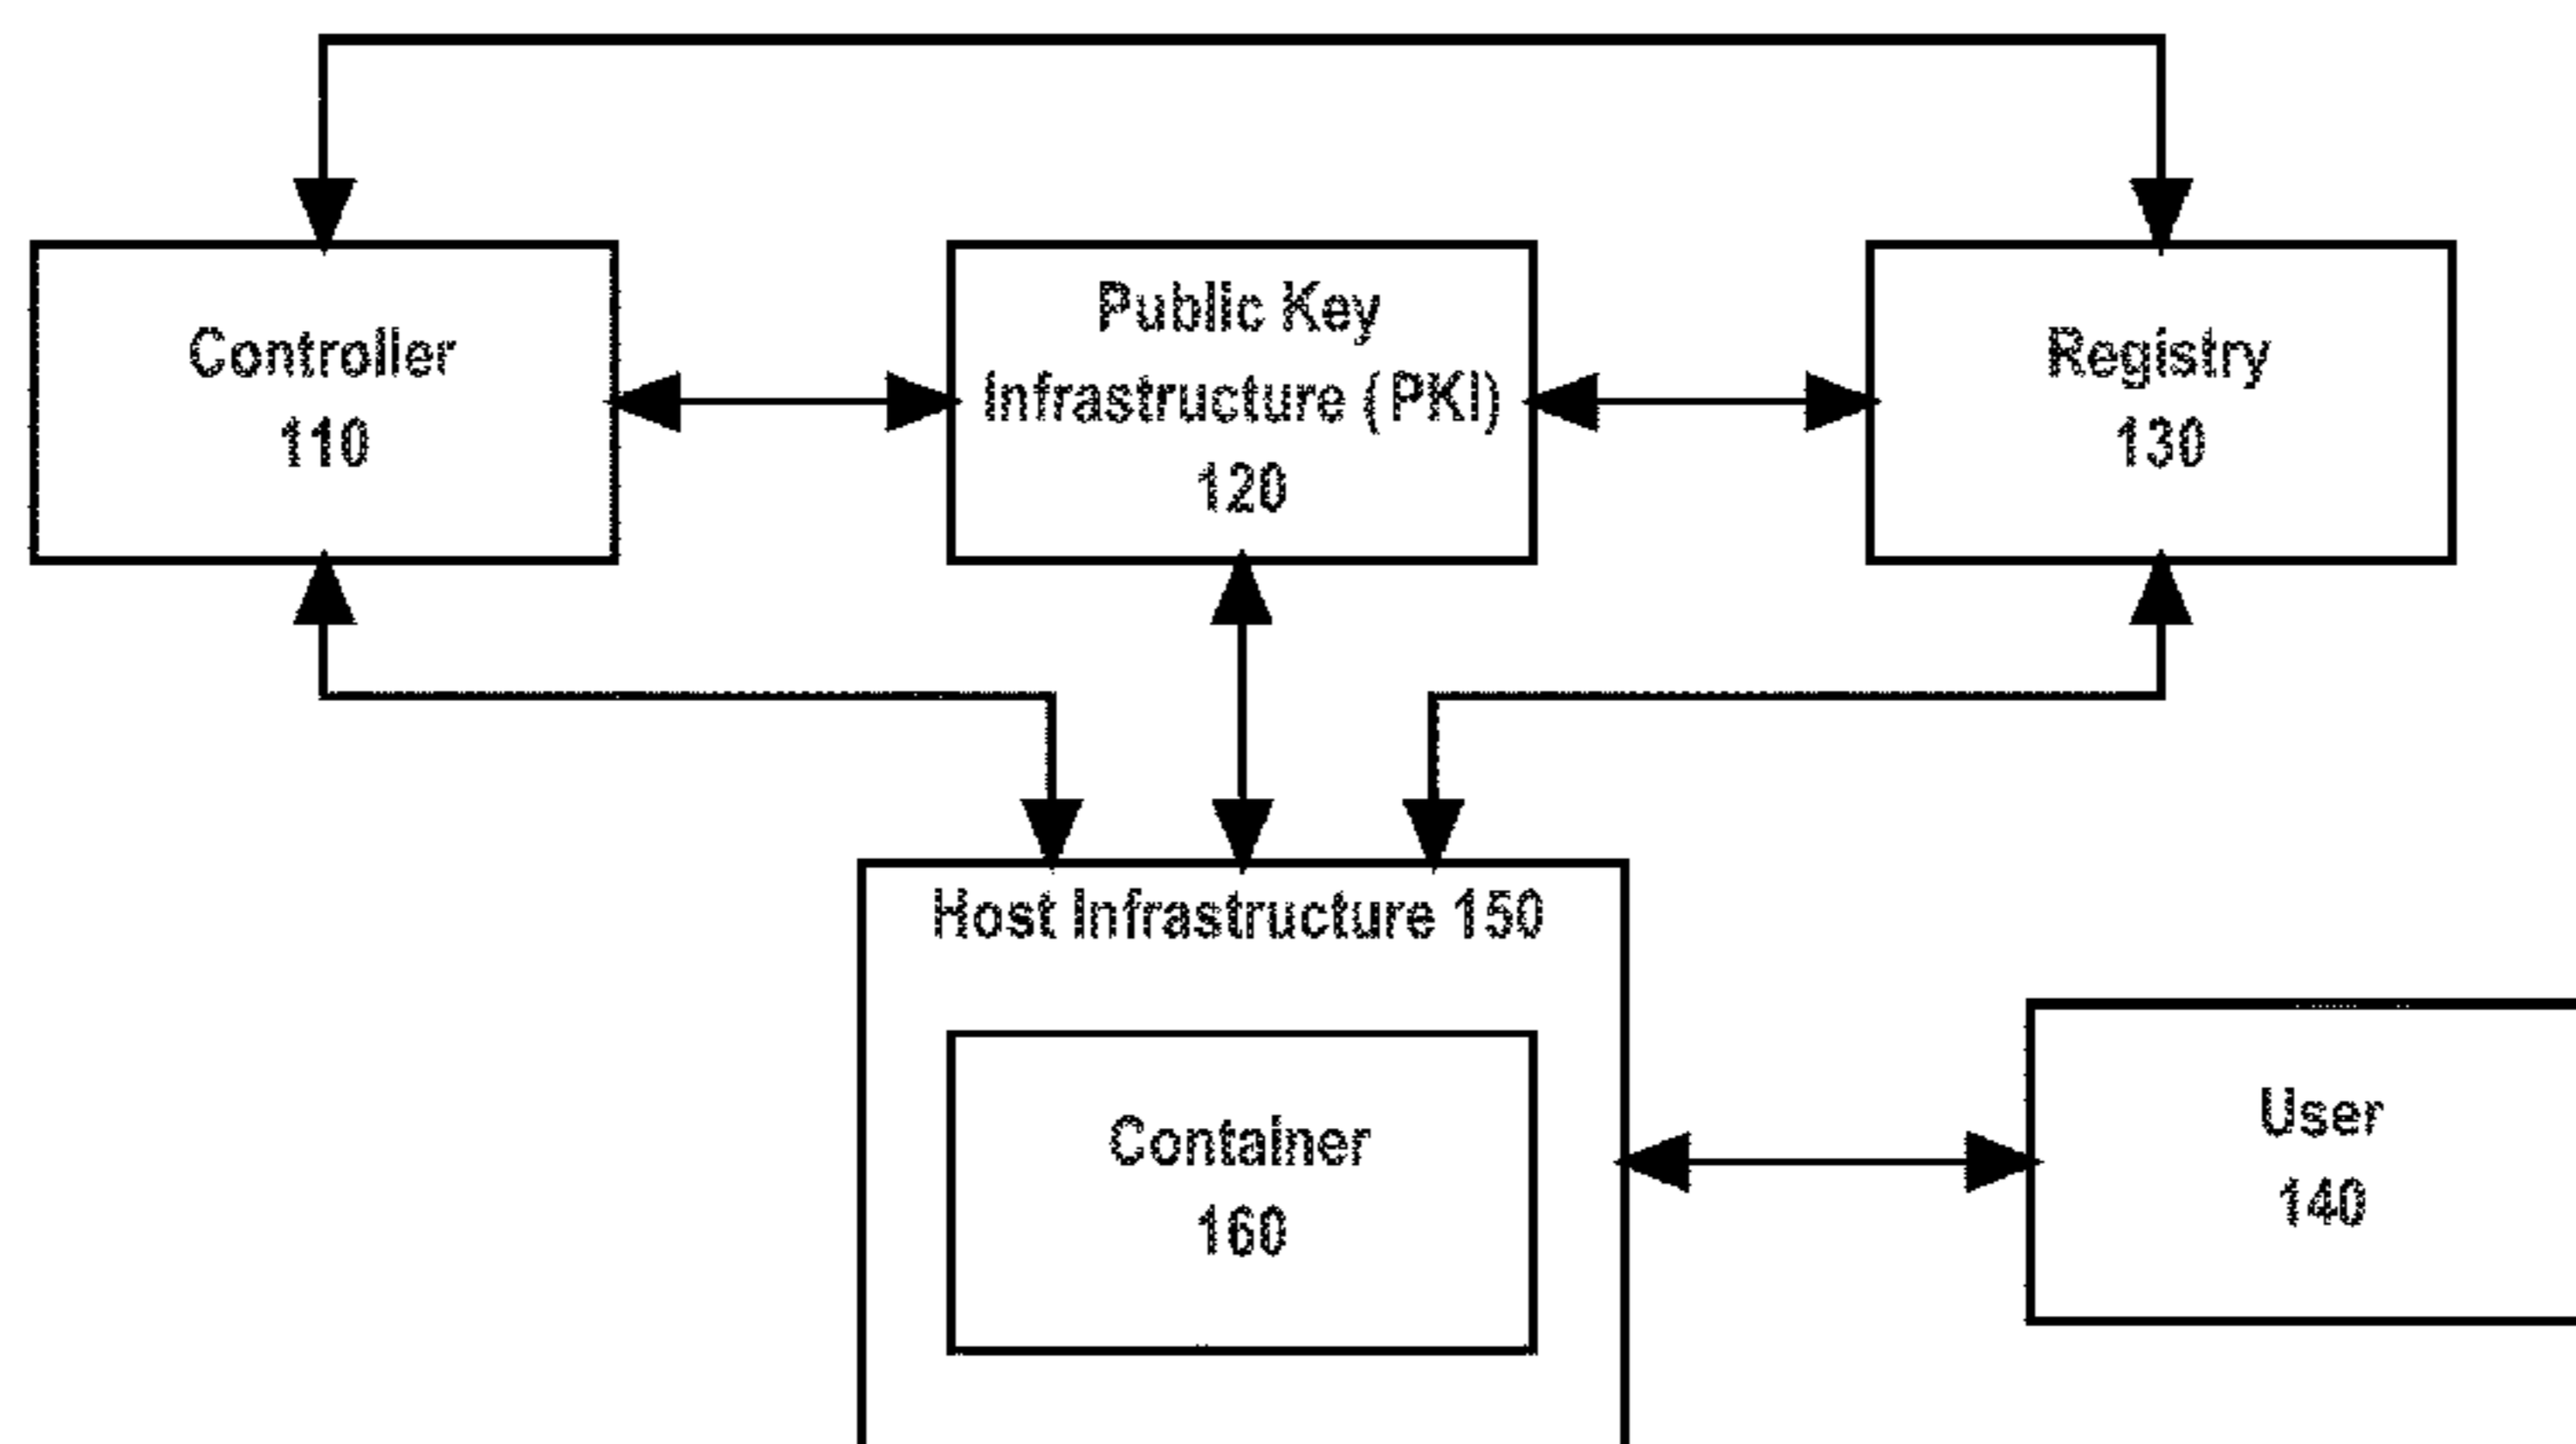 Controller
110
Public Key
Infrastructure (PKI)
120
Registry
130
Host Infrastructure 150
Container
160
User
140